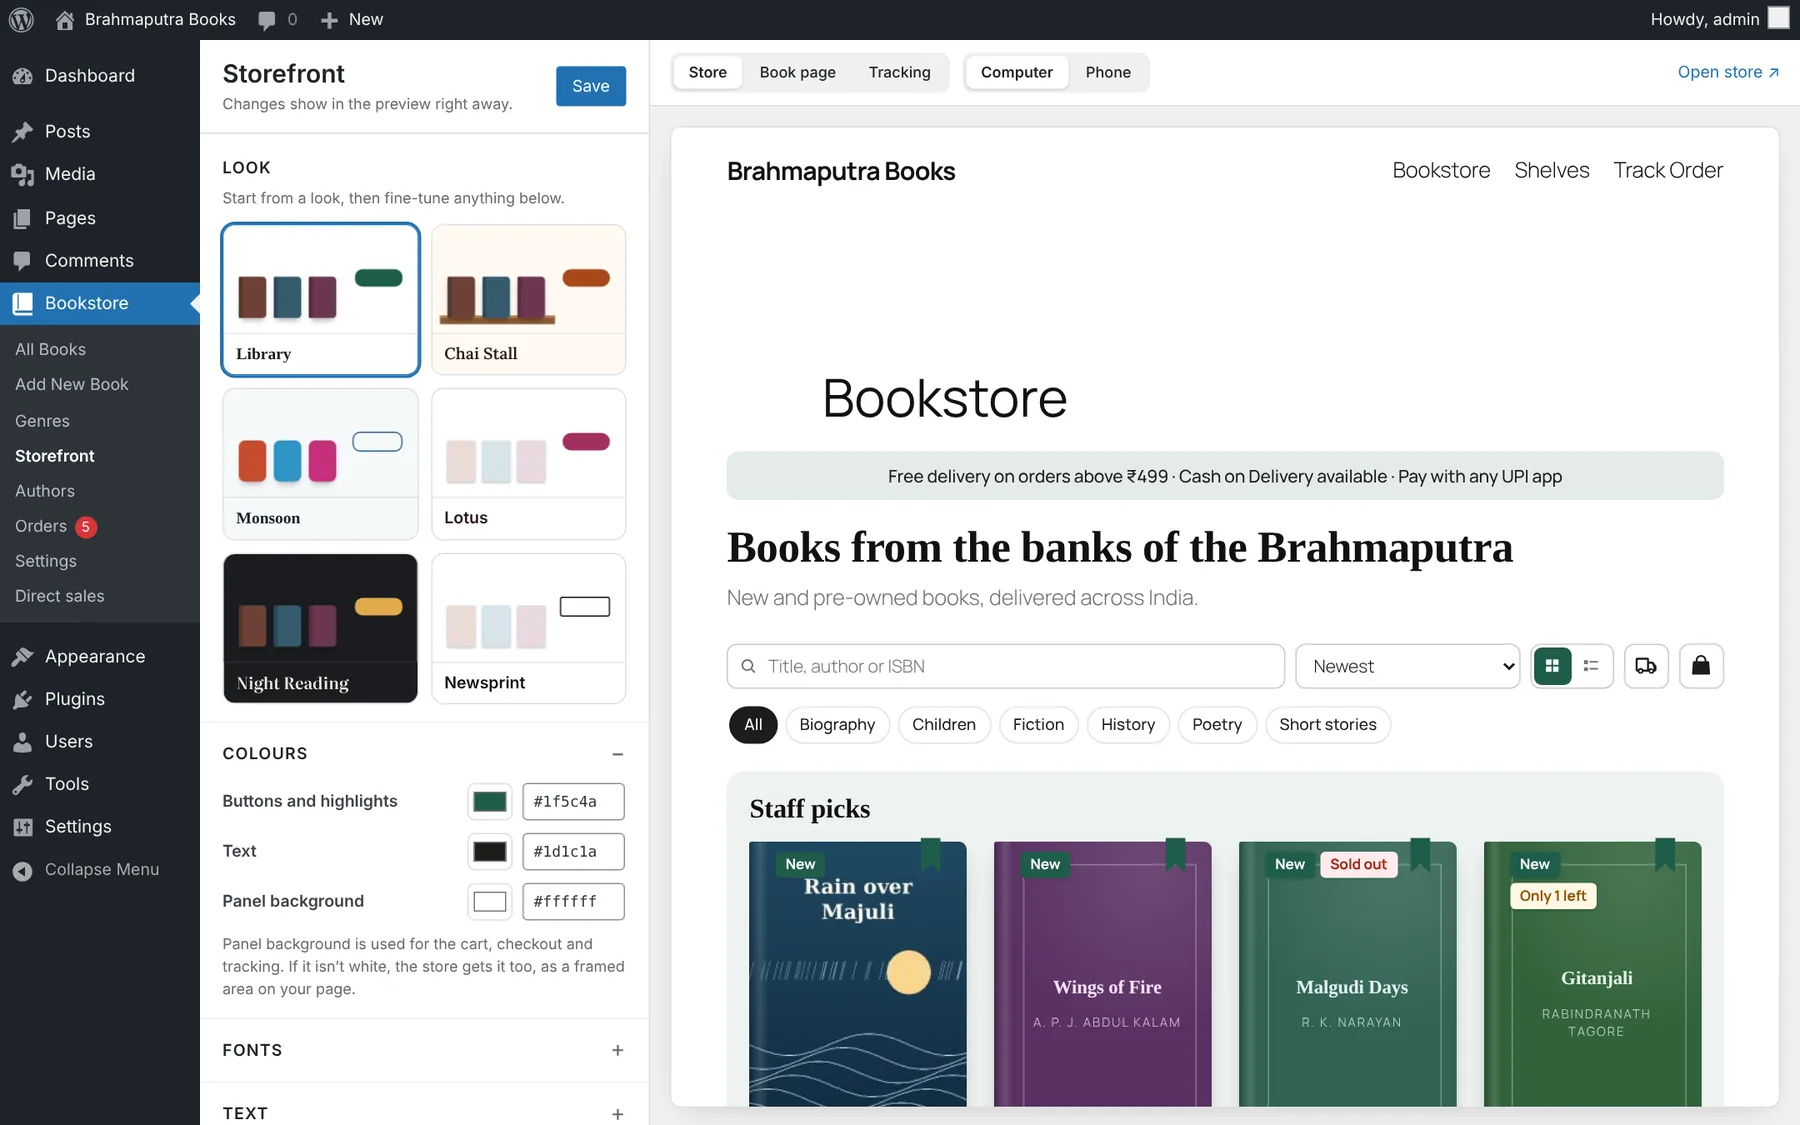 Brahmaputra Books
0
New
Howdy, admin
Dashboard
Posts
Media
Pages
Comments
Bookstore
All Books
Add New Book
Genres
Storefront
Authors
Orders 5
Settings
Direct sales
Appearance
Plugins
Users
Tools
Settings
Collapse Menu
Storefront
Changes show in the preview right away.
Save
LOOK
Start from a look, then fine-tune anything below.
Library
Chai Stall
Monsoon
Lotus
Night Reading
Newsprint
COLOURS −
Buttons and highlights #1f5c4a
Text #1d1c1a
Panel background #ffffff
Panel background is used for the cart, checkout and
tracking. If it isn’t white, the store gets it too, as a framed
area on your page.
FONTS +
TEXT +
Store Book page Tracking
Computer Phone
Open store ↗
Brahmaputra Books
Bookstore Shelves Track Order
Bookstore
Free delivery on orders above ₹499 · Cash on Delivery available · Pay with any UPI app
Books from the banks of the Brahmaputra
New and pre-owned books, delivered across India.
Title, author or ISBN
Newest
All Biography Children Fiction History Poetry Short stories
Staff picks
New
Rain over
Majuli
New
Wings of Fire
A. P. J. ABDUL KALAM
New Sold out
Malgudi Days
R. K. NARAYAN
New
Only 1 left
Gitanjali
RABINDRANATH
TAGORE